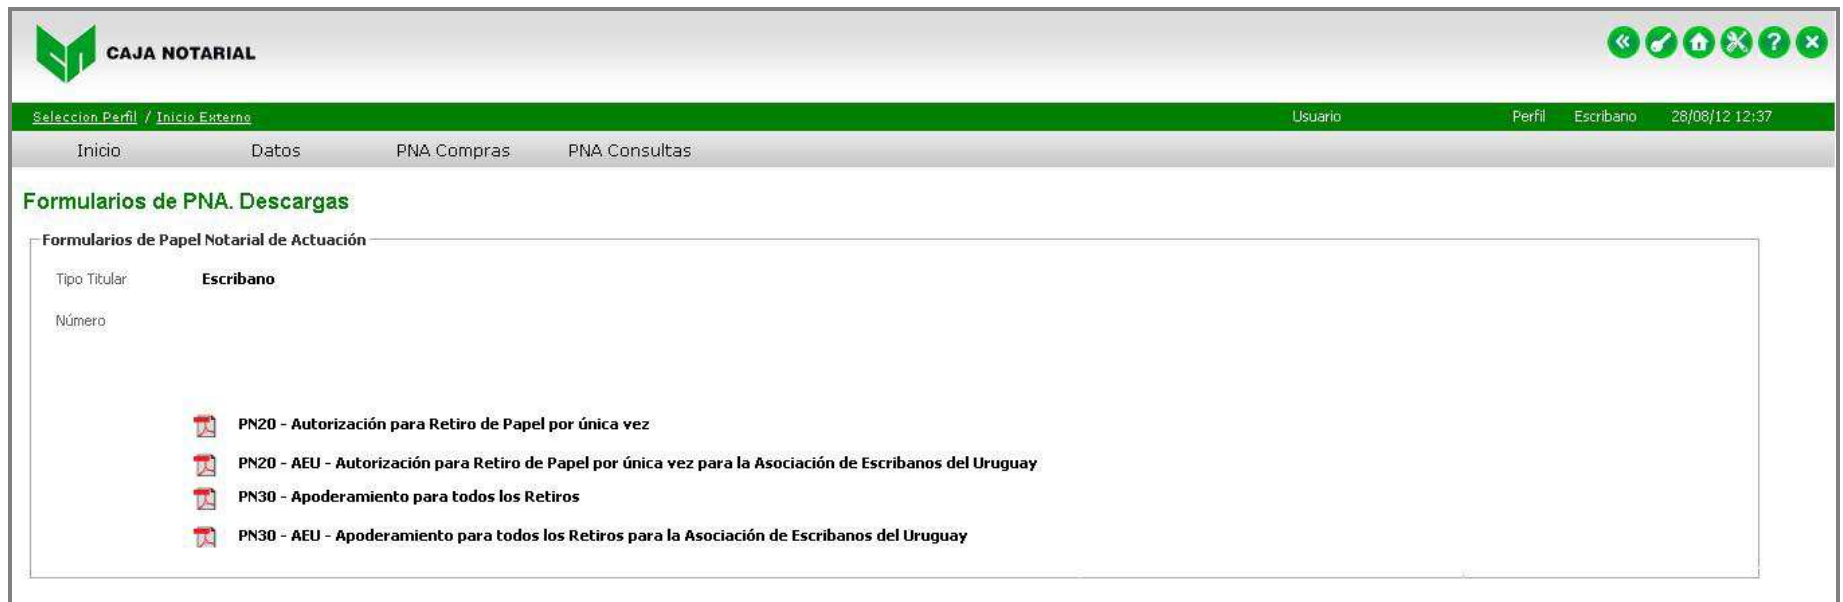 CAJA NOTARIAL
Seleccion Perfil / Inicio Externo Usuario Perfil Escribano 28/08/12 12:37
Inicio Datos PNA Compras PNA Consultas
Formularios de PNA. Descargas
Formularios de Papel Notarial de Actuación
Tipo Titular Escribano
Número
PN20 - Autorización para Retiro de Papel por única vez
PN20 - AEU - Autorización para Retiro de Papel por única vez para la Asociación de Escribanos del Uruguay
PN30 - Apoderamiento para todos los Retiros
PN30 - AEU - Apoderamiento para todos los Retiros para la Asociación de Escribanos del Uruguay